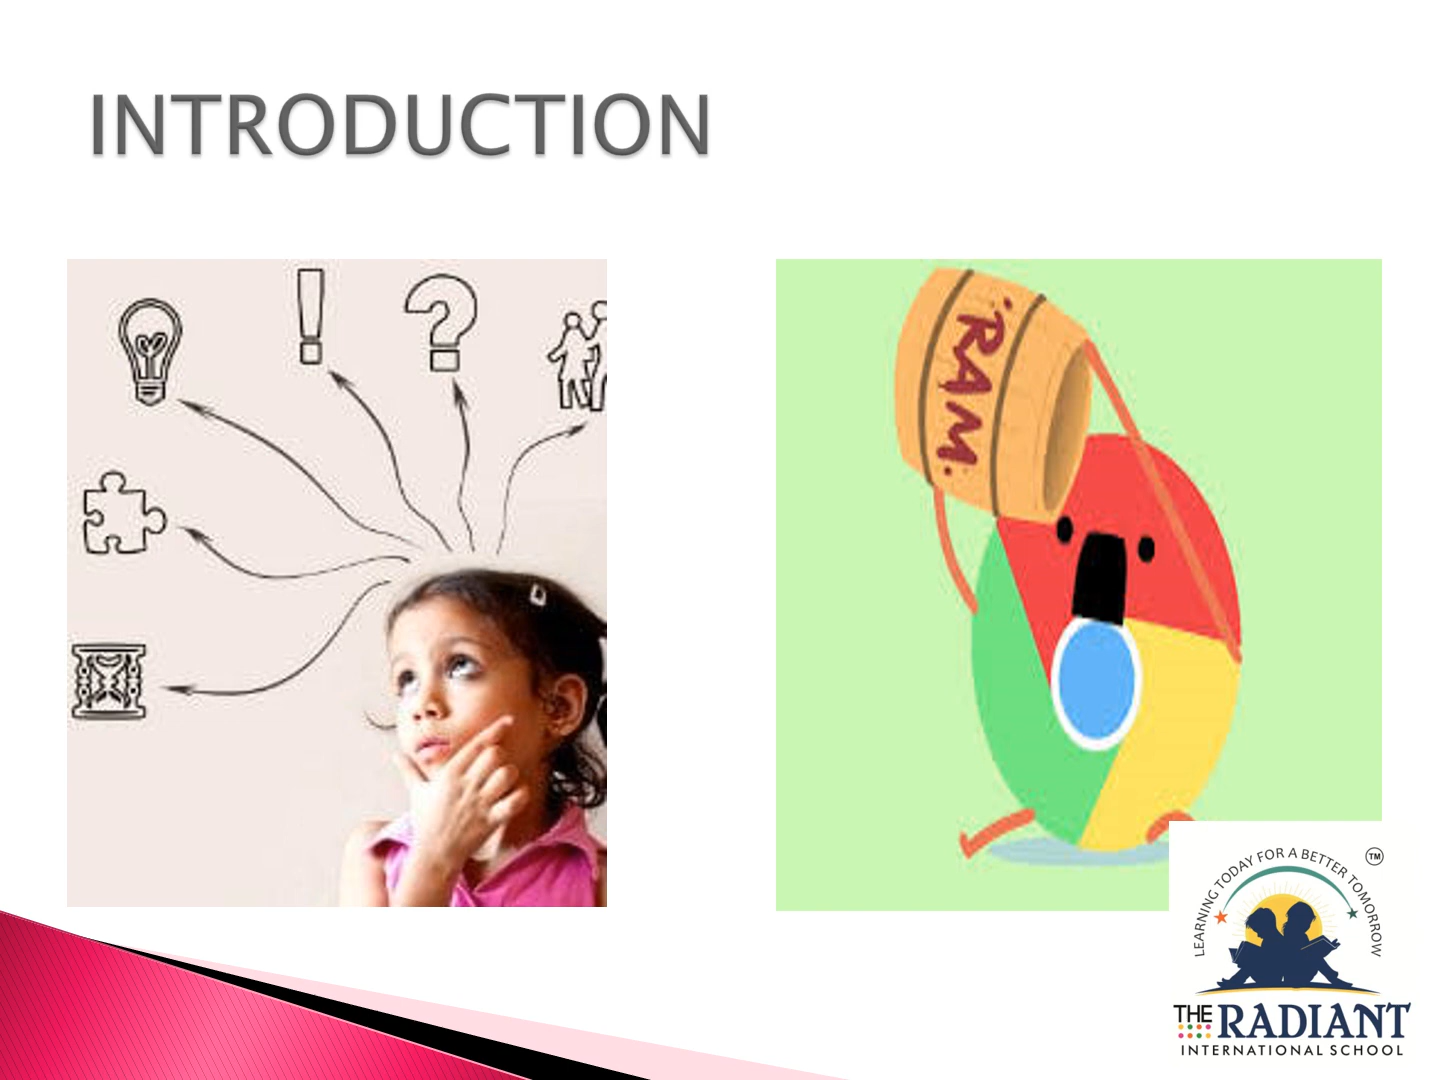 INTRODUCTION
RAM
LEARNING TODAY FOR A BETTER TOMORROW
TM
THE RADIANT
INTERNATIONAL SCHOOL